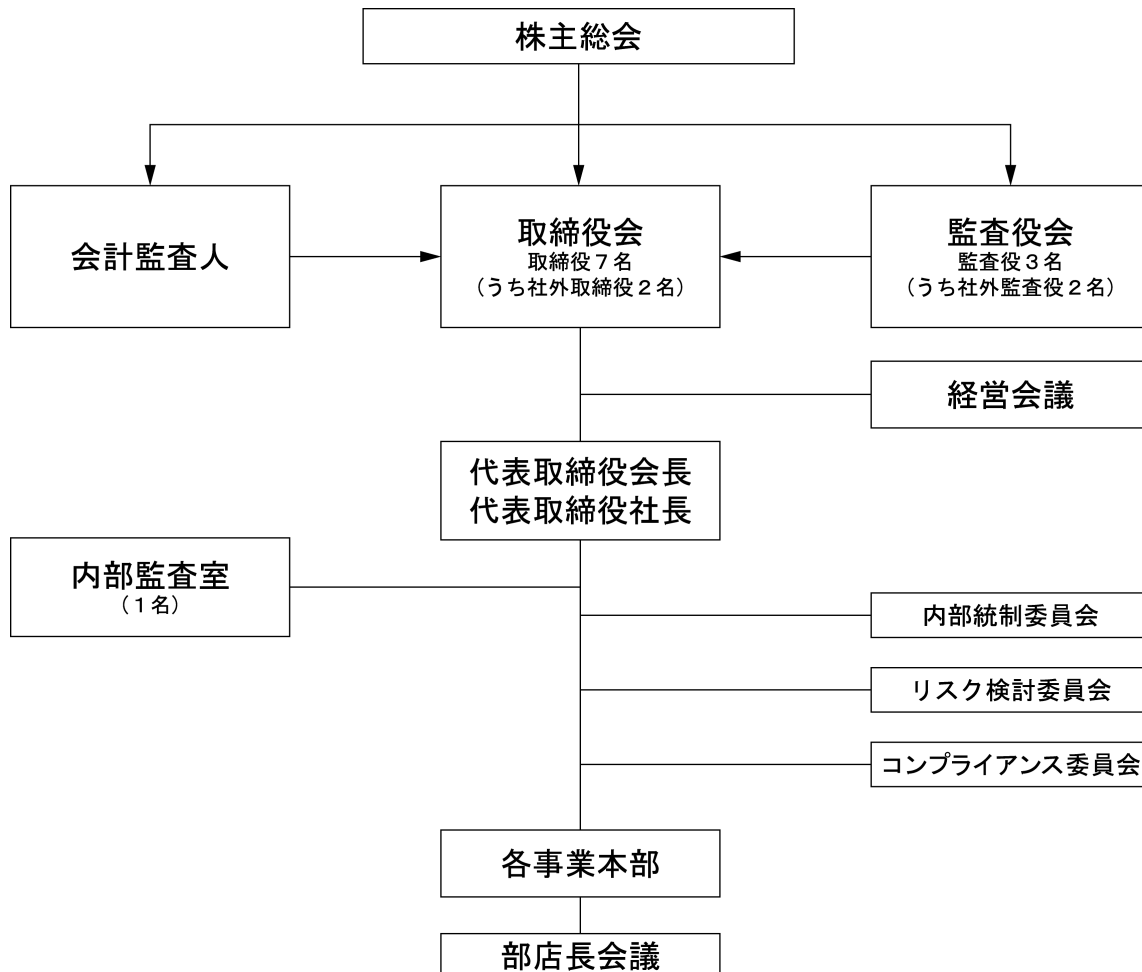 株主総会
会計監査人
取締役会
取締役７名
（うち社外取締役２名）
監査役会
監査役３名
（うち社外監査役２名）
経営会議
代表取締役会長
代表取締役社長
内部監査室
（１名）
内部統制委員会
リスク検討委員会
コンプライアンス委員会
各事業本部
部店長会議